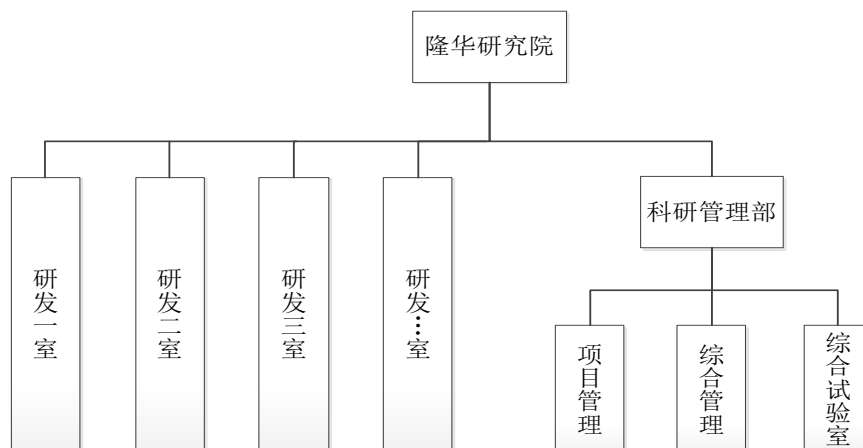 隆华研究院
科研管理部
研发一室
研发二室
研发三室
研发…室
项目管理
综合管理
综合试验室